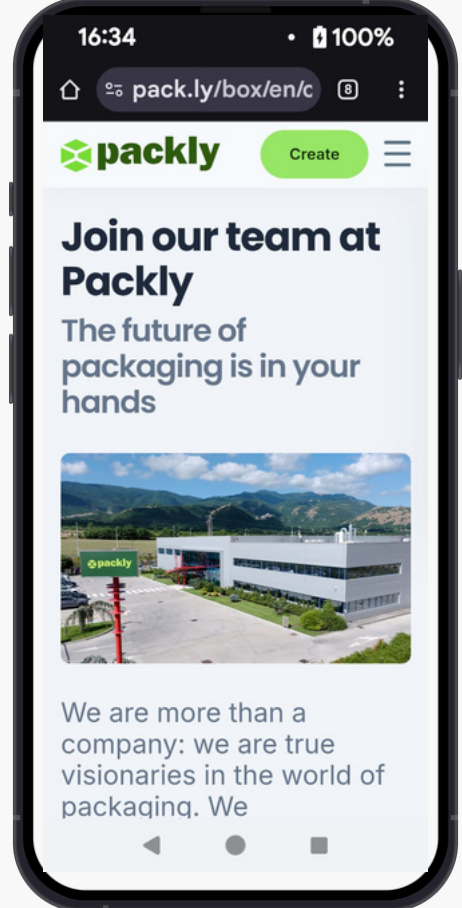 16:34
100%
pack.ly/box/en/c
8
packly
Create
Join our team at
Packly
The future of
packaging is in your
hands
packly
We are more than a
company: we are true
visionaries in the world of
packaging. We